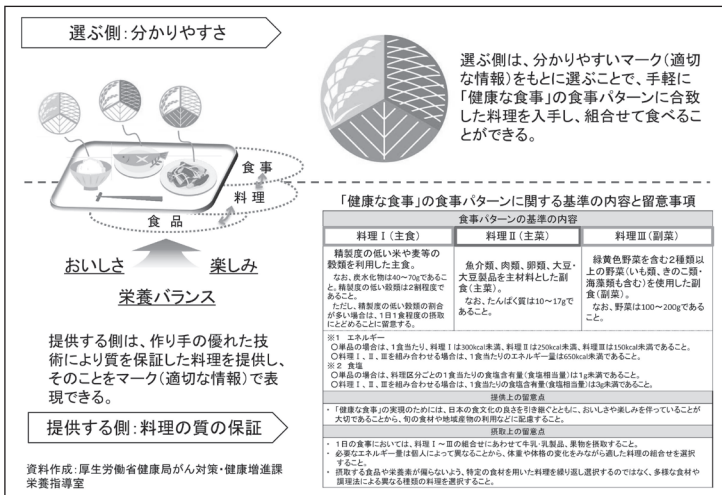 選ぶ側:分かりやすさ
選ぶ側は、分かりやすいマーク(適切
な情報)をもとに選ぶことで、手軽に
「健康な食事」の食事パターンに合致
した料理を入手し、組合せて食べるこ
とができる。
食事
料理
食品
おいしさ 楽しみ
栄養バランス
提供する側は、作り手の優れた技
術により質を保証した料理を提供し、
そのことをマーク(適切な情報)で表
現できる。
提供する側:料理の質の保証
資料作成:厚生労働省健康局がん対策・健康増進課
栄養指導室
「健康な食事」の食事パターンに関する基準の内容と留意事項
食事パターンの基準の内容
料理Ⅰ(主食)
精製度の低い米や麦等の
穀類を利用した主食。
なお、炭水化物は40~70gであるこ
と、精製度の低い穀類は2割程度で
あること。
ただし、精製度の低い穀類の割合
が多い場合は、1日1食程度の摂取
にとどめることに留意する。
料理Ⅱ(主菜)
魚介類、肉類、卵類、大豆・
大豆製品を主材料とした副
食(主菜)。
なお、たんぱく質は10~17gで
あること。
料理Ⅲ(副菜)
緑黄色野菜を含む2種類以
上の野菜(いも類、きのこ類・
海藻類も含む)を使用した副
食(副菜)。
なお、野菜は100~200gである
こと。
※1 エネルギー
○単品の場合は、1食当たり、料理Ⅰは300kcal未満、料理Ⅱは250kcal未満、料理Ⅲは150kcal未満であること。
○料理Ⅰ、Ⅱ、Ⅲを組み合わせる場合は、1食当たりのエネルギー量は650kcal未満であること。
※2 食塩
○単品の場合は、料理区分ごとの1食当たりの食塩含有量(食塩相当量)は1g未満であること。
○料理Ⅰ、Ⅱ、Ⅲを組み合わせる場合は、1食当たりの食塩含有量(食塩相当量)は3g未満であること。
提供上の留意点
・「健康な食事」の実現のためには、日本の食文化の良さを引き継ぐとともに、おいしさや楽しみを伴っていることが
大切であることから、旬の食材や地域産物の利用などに配慮すること。
摂取上の留意点
・ 1日の食事においては、料理Ⅰ~Ⅲの組合せにあわせて牛乳・乳製品、果物を摂取すること。
・ 必要なエネルギー量は個人によって異なることから、体重や体格の変化をみながら適した料理の組合せを選択
すること。
・ 摂取する食品や栄養素が偏らないよう、特定の食材を用いた料理を繰り返し選択するのではなく、多様な食材や
調理法による異なる種類の料理を選択すること。